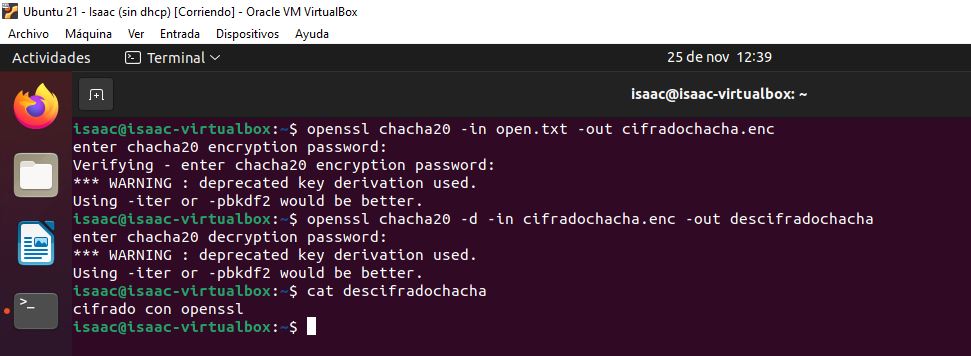 Ubuntu 21 - Isaac (sin dhcp) [Corriendo] - Oracle VM VirtualBox
Archivo Máquina Ver Entrada Dispositivos Ayuda
Actividades Terminal 25 de nov 12:39
isaac@isaac-virtualbox: ~
isaac@isaac-virtualbox:~$ openssl chacha20 -in open.txt -out cifradochacha.enc
enter chacha20 encryption password:
Verifying - enter chacha20 encryption password:
*** WARNING : deprecated key derivation used.
Using -iter or -pbkdf2 would be better.
isaac@isaac-virtualbox:~$ openssl chacha20 -d -in cifradochacha.enc -out descifradochacha
enter chacha20 decryption password:
*** WARNING : deprecated key derivation used.
Using -iter or -pbkdf2 would be better.
isaac@isaac-virtualbox:~$ cat descifradochacha
cifrado con openssl
isaac@isaac-virtualbox:~$